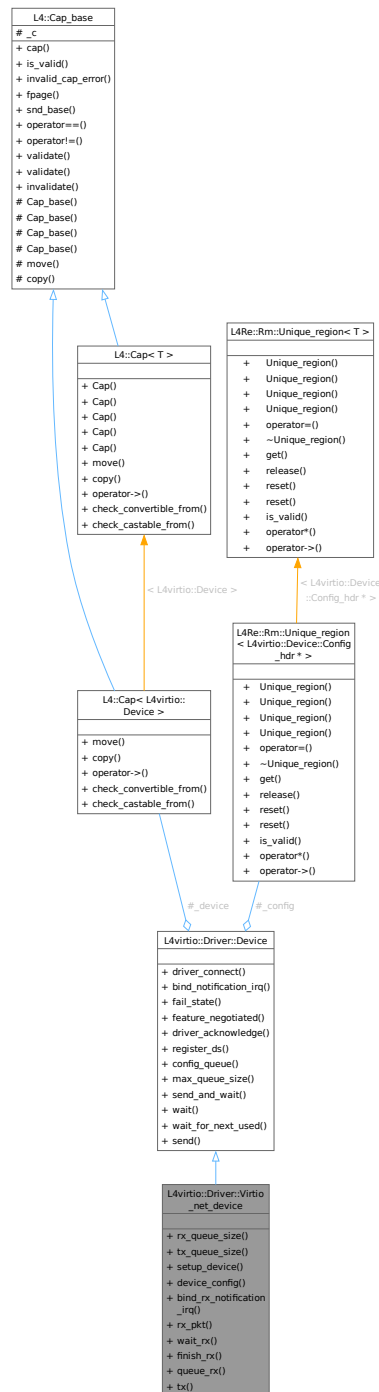 L4::Cap_base
# _c
+ cap()
+ is_valid()
+ invalid_cap_error()
+ fpage()
+ snd_base()
+ operator==()
+ operator!=()
+ validate()
+ validate()
+ invalidate()
# Cap_base()
# Cap_base()
# Cap_base()
# Cap_base()
# move()
# copy()
L4::Cap< T >
+ Cap()
+ Cap()
+ Cap()
+ Cap()
+ Cap()
+ move()
+ copy()
+ operator->()
+ check_convertible_from()
+ check_castable_from()
L4Re::Rm::Unique_region< T >
+ Unique_region()
+ Unique_region()
+ Unique_region()
+ Unique_region()
+ operator=()
+ ~Unique_region()
+ get()
+ release()
+ reset()
+ reset()
+ is_valid()
+ operator*()
+ operator->()
< L4virtio::Device >
< L4virtio::Device
::Config_hdr * >
L4::Cap< L4virtio::
Device >
+ move()
+ copy()
+ operator->()
+ check_convertible_from()
+ check_castable_from()
L4Re::Rm::Unique_region
< L4virtio::Device::Config
_hdr * >
+ Unique_region()
+ Unique_region()
+ Unique_region()
+ Unique_region()
+ operator=()
+ ~Unique_region()
+ get()
+ release()
+ reset()
+ reset()
+ is_valid()
+ operator*()
+ operator->()
#_device
#_config
L4virtio::Driver::Device
+ driver_connect()
+ bind_notification_irq()
+ fail_state()
+ feature_negotiated()
+ driver_acknowledge()
+ register_ds()
+ config_queue()
+ max_queue_size()
+ send_and_wait()
+ wait()
+ wait_for_next_used()
+ send()
L4virtio::Driver::Virtio
_net_device
+ rx_queue_size()
+ tx_queue_size()
+ setup_device()
+ device_config()
+ bind_rx_notification
_irq()
+ rx_pkt()
+ wait_rx()
+ finish_rx()
+ queue_rx()
+ tx()